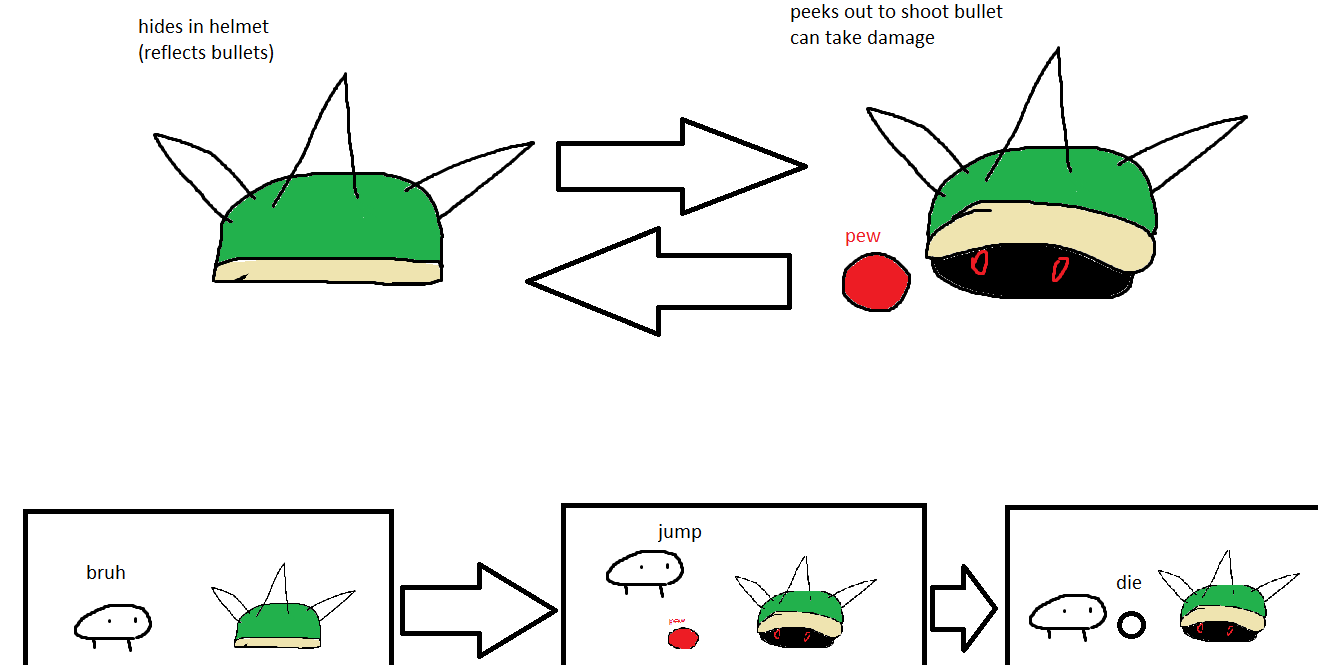 hides in helmet
(reflects bullets)
peeks out to shoot bullet
can take damage
pew
bruh
jump
pew
die